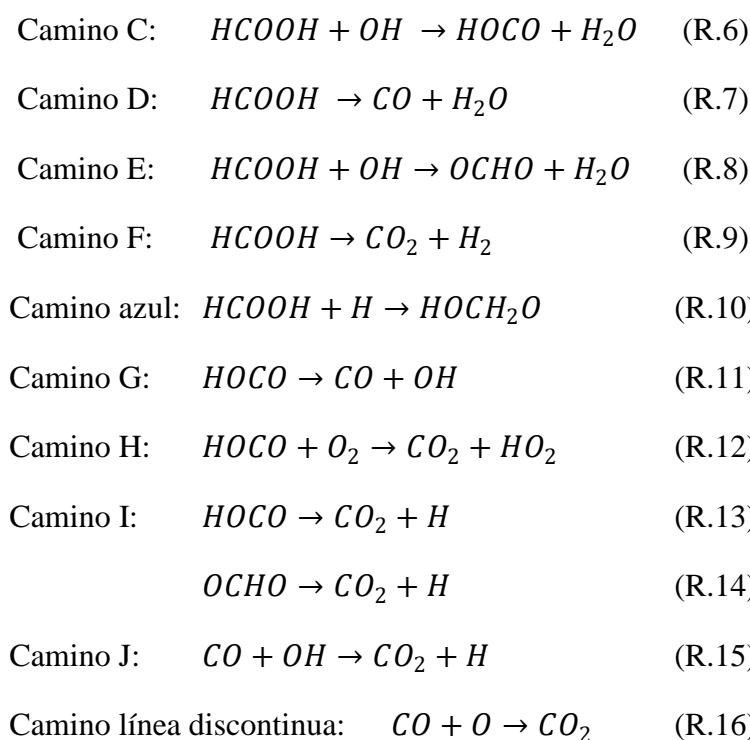 Camino C: HCOOH + OH → HOCO + H₂O (R.6)
Camino D: HCOOH → CO + H₂O (R.7)
Camino E: HCOOH + OH → OCHO + H₂O (R.8)
Camino F: HCOOH → CO₂ + H₂ (R.9)
Camino azul: HCOOH + H → HOCH₂O (R.10)
Camino G: HOCO → CO + OH (R.11)
Camino H: HOCO + O₂ → CO₂ + HO₂ (R.12)
Camino I: HOCO → CO₂ + H (R.13)
OCHO → CO₂ + H (R.14)
Camino J: CO + OH → CO₂ + H (R.15)
Camino línea discontinua: CO + O → CO₂ (R.16)